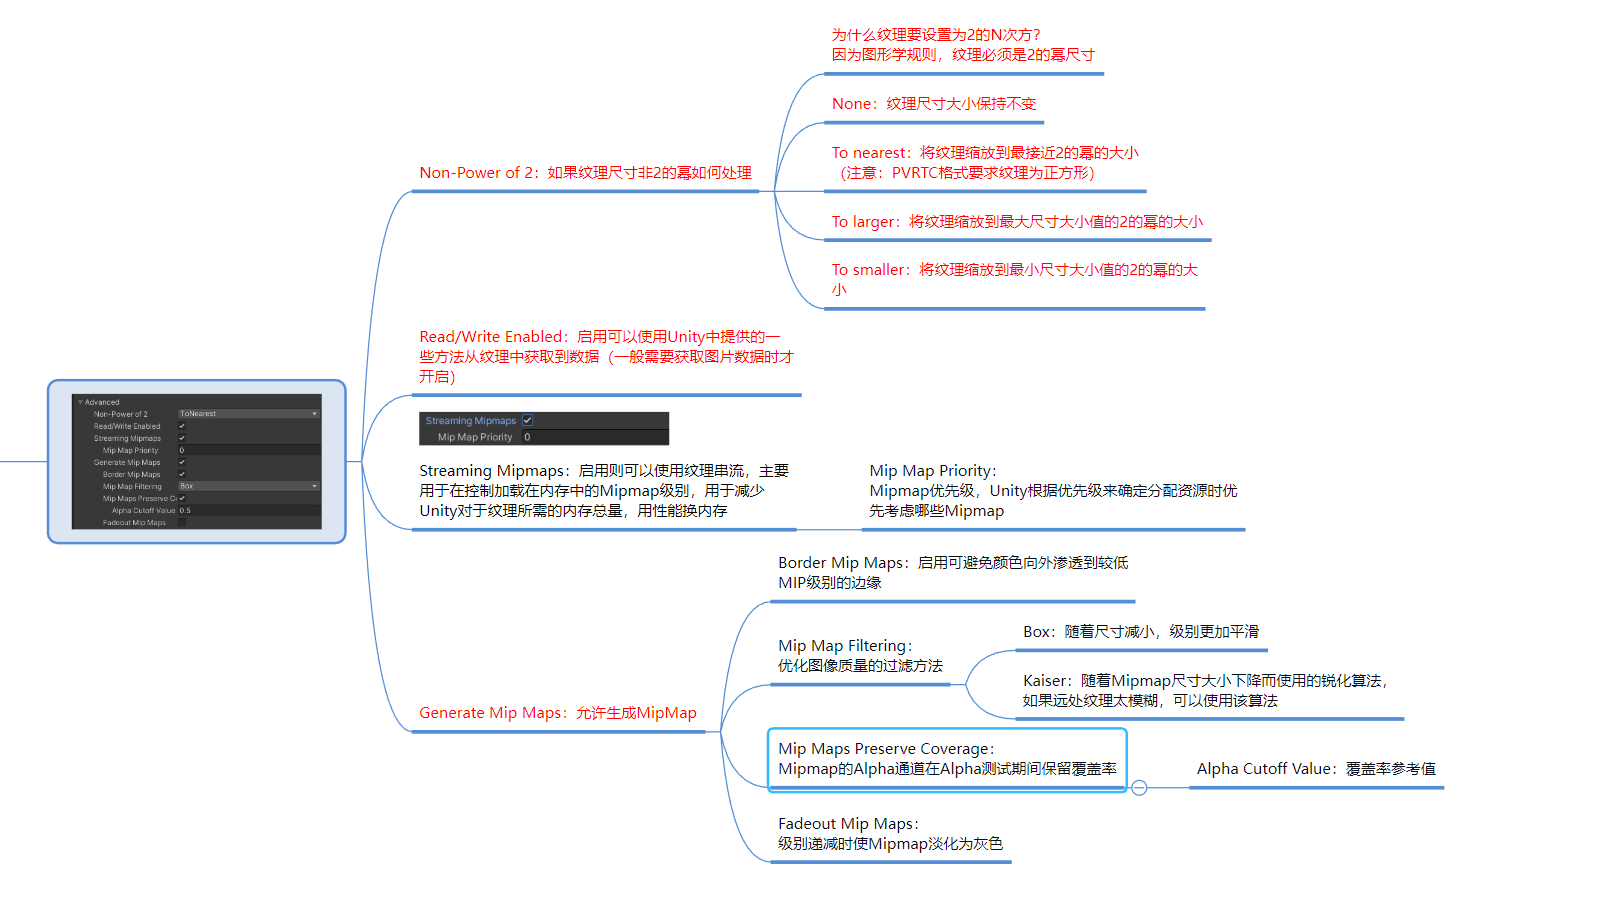 为什么纹理要设置为2的N次方？
因为图形学规则，纹理必须是2的幂尺寸
None：纹理尺寸大小保持不变
To nearest：将纹理缩放到最接近2的幂的大小
（注意：PVRTC格式要求纹理为正方形）
Non-Power of 2：如果纹理尺寸非2的幂如何处理
To larger：将纹理缩放到最大尺寸大小值的2的幂的大小
To smaller：将纹理缩放到最小尺寸大小值的2的幂的大
小
Read/Write Enabled：启用可以使用Unity中提供的一
些方法从纹理中获取到数据（一般需要获取图片数据时才
开启）
Advanced
Non-Power of 2 ToNearest
Read/Write Enabled
Streaming Mipmaps
Mip Map Priority 0
Generate Mip Maps
Border Mip Maps
Mip Map Filtering Box
Mip Maps Preserve Co
Alpha Cutoff Value 0.5
Fadeout Mip Maps
Streaming Mipmaps
Mip Map Priority 0
Streaming Mipmaps：启用则可以使用纹理串流，主要
用于在控制加载在内存中的Mipmap级别，用于减少
Unity对于纹理所需的内存总量，用性能换内存
Mip Map Priority：
Mipmap优先级，Unity根据优先级来确定分配资源时优
先考虑哪些Mipmap
Border Mip Maps：启用可避免颜色向外渗透到较低
MIP级别的边缘
Mip Map Filtering：
优化图像质量的过滤方法
Box：随着尺寸减小，级别更加平滑
Kaiser：随着Mipmap尺寸大小下降而使用的锐化算法，
如果远处纹理太模糊，可以使用该算法
Generate Mip Maps：允许生成MipMap
Mip Maps Preserve Coverage：
Mipmap的Alpha通道在Alpha测试期间保留覆盖率
Alpha Cutoff Value：覆盖率参考值
Fadeout Mip Maps：
级别递减时使Mipmap淡化为灰色